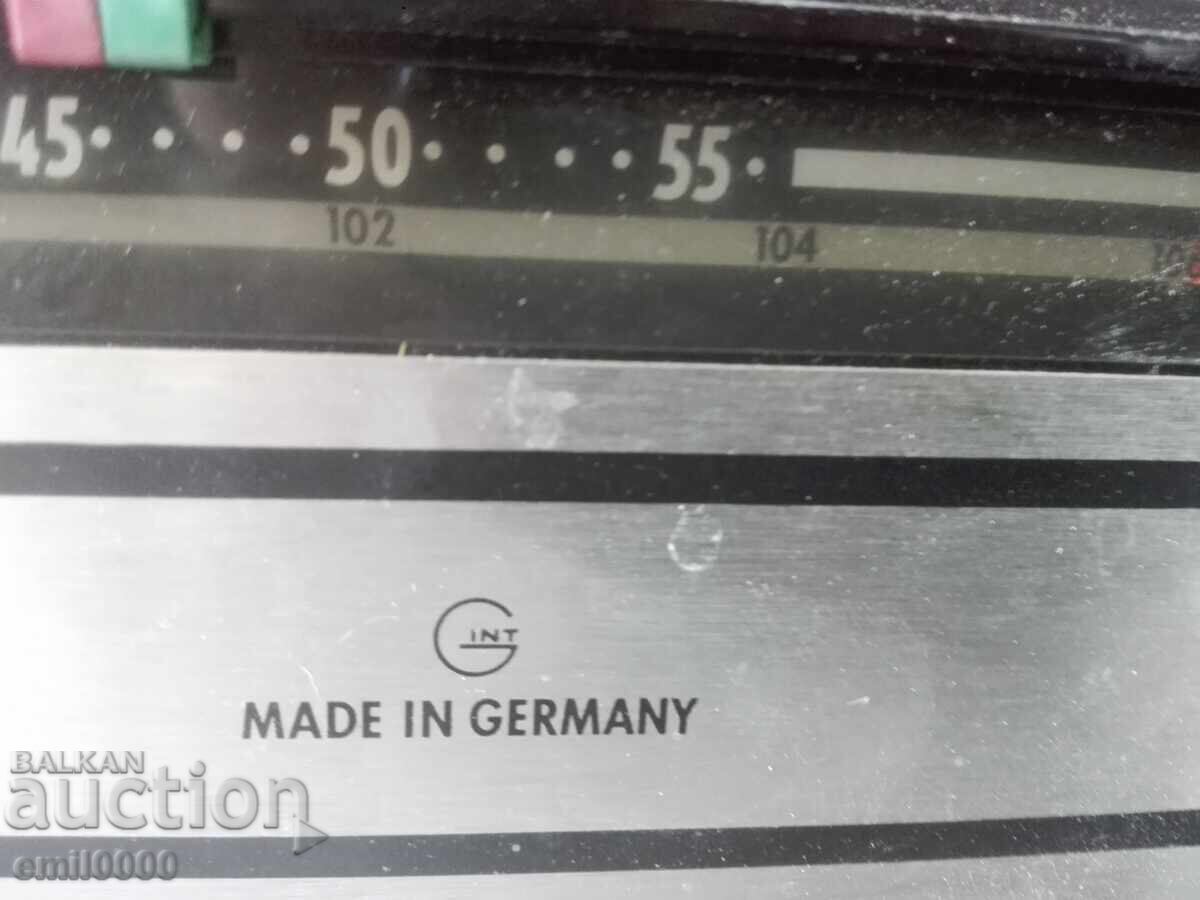 45 50 55
102 104
G INT
MADE IN GERMANY
BALKAN
auction
emil0000